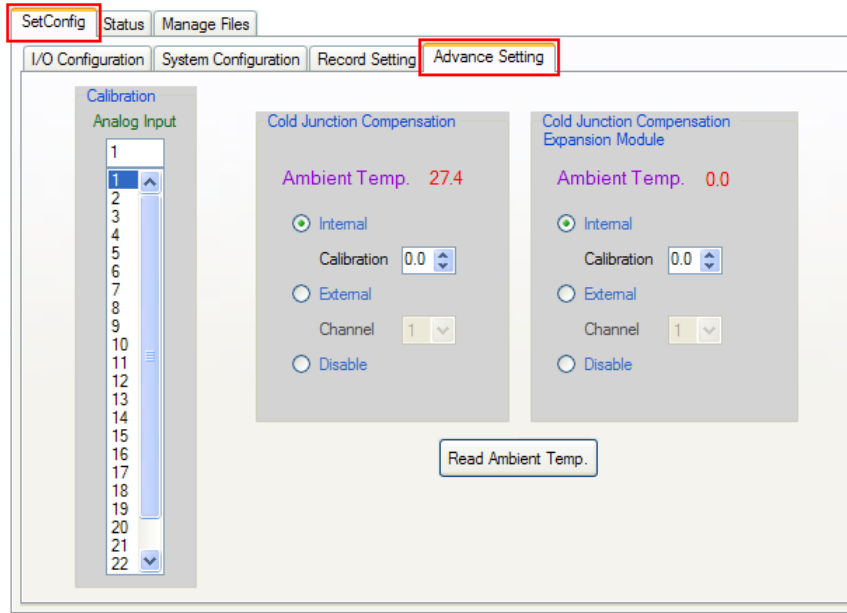 SetConfig Status Manage Files
I/O Configuration System Configuration Record Setting Advance Setting
Calibration
Analog Input
1
1
2
3
4
5
6
7
8
9
10
11
12
13
14
15
16
17
18
19
20
21
22
Cold Junction Compensation
Ambient Temp. 27.4
Internal
Calibration 0.0
External
Channel 1
Disable
Cold Junction Compensation
Expansion Module
Ambient Temp. 0.0
Internal
Calibration 0.0
External
Channel 1
Disable
Read Ambient Temp.